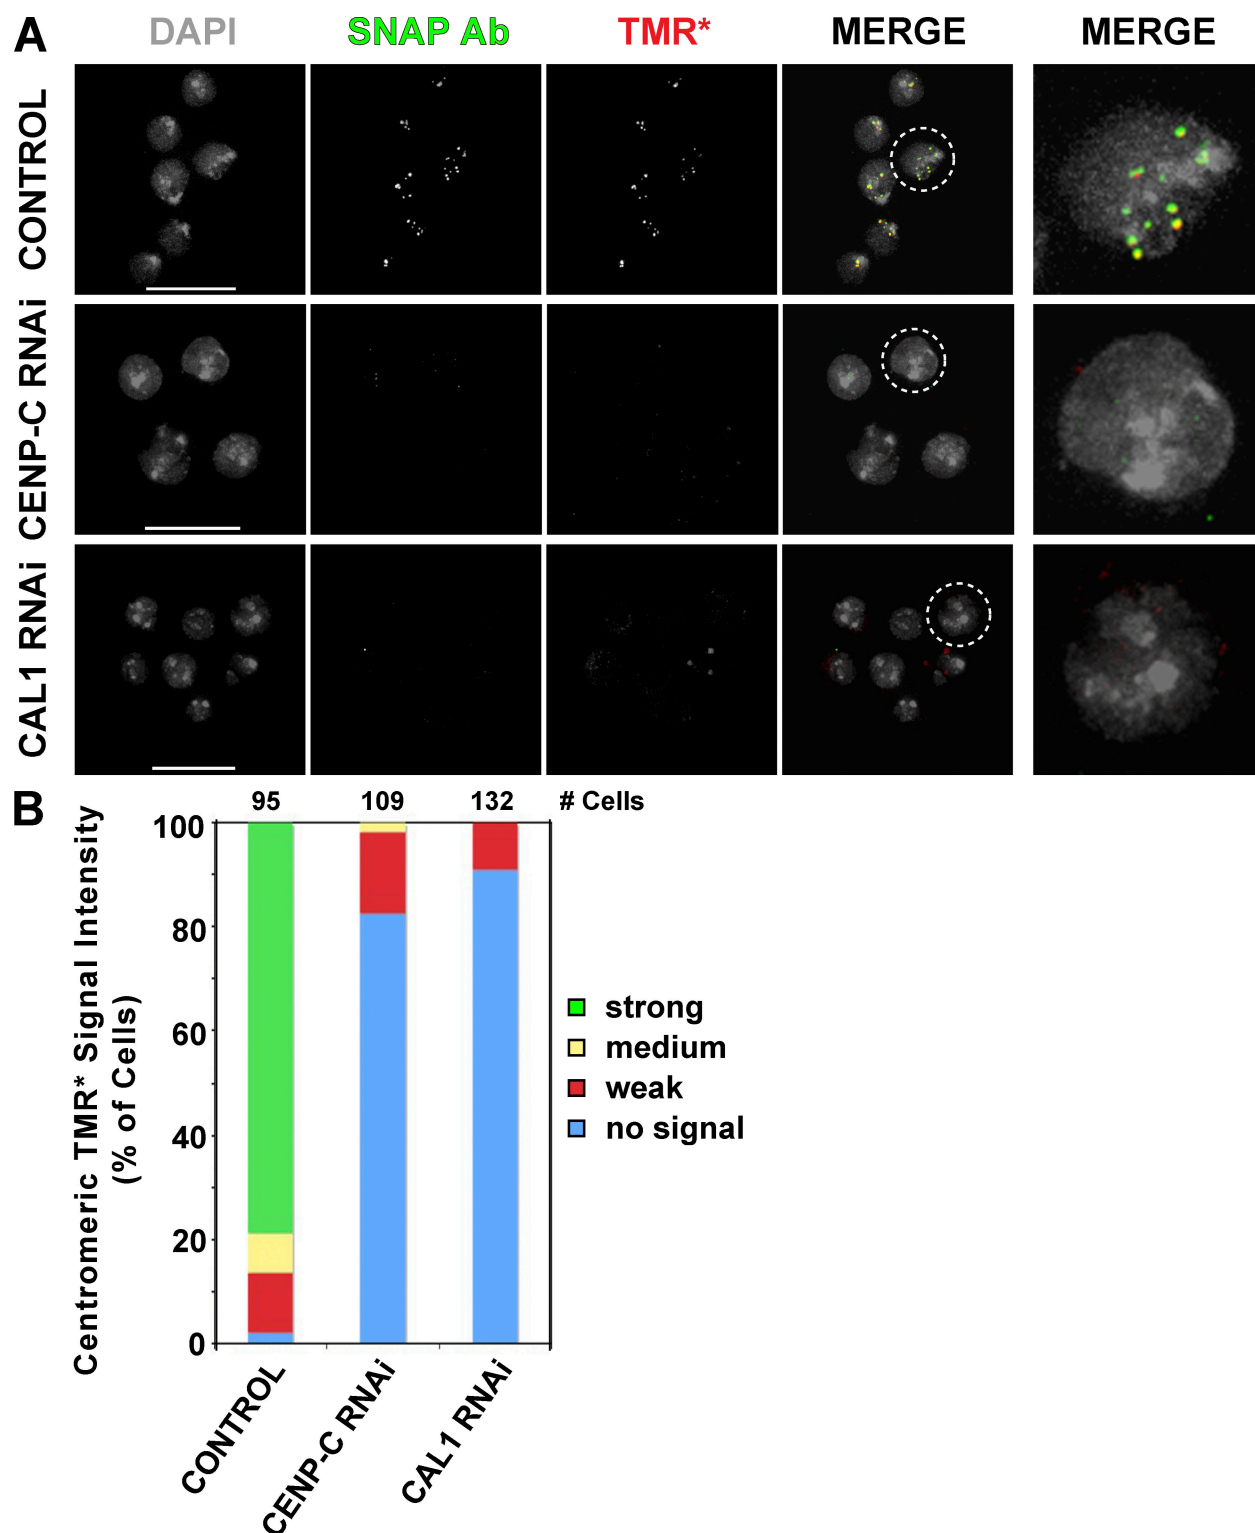 A
DAPI
SNAP Ab
TMR*
MERGE
MERGE
CONTROL
CENP-C RNAi
CAL1 RNAi
B
95
109
132
# Cells
Centromeric TMR* Signal Intensity
(% of Cells)
100
80
60
40
20
0
strong
medium
weak
no signal
CONTROL
CENP-C RNAi
CAL1 RNAi